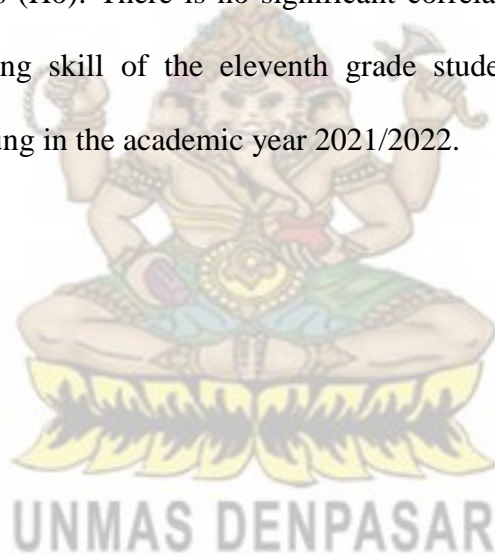 s (Ho). There is no significant correla
ng skill of the eleventh grade stude
ung in the academic year 2021/2022.
UNMAS DENPASAR